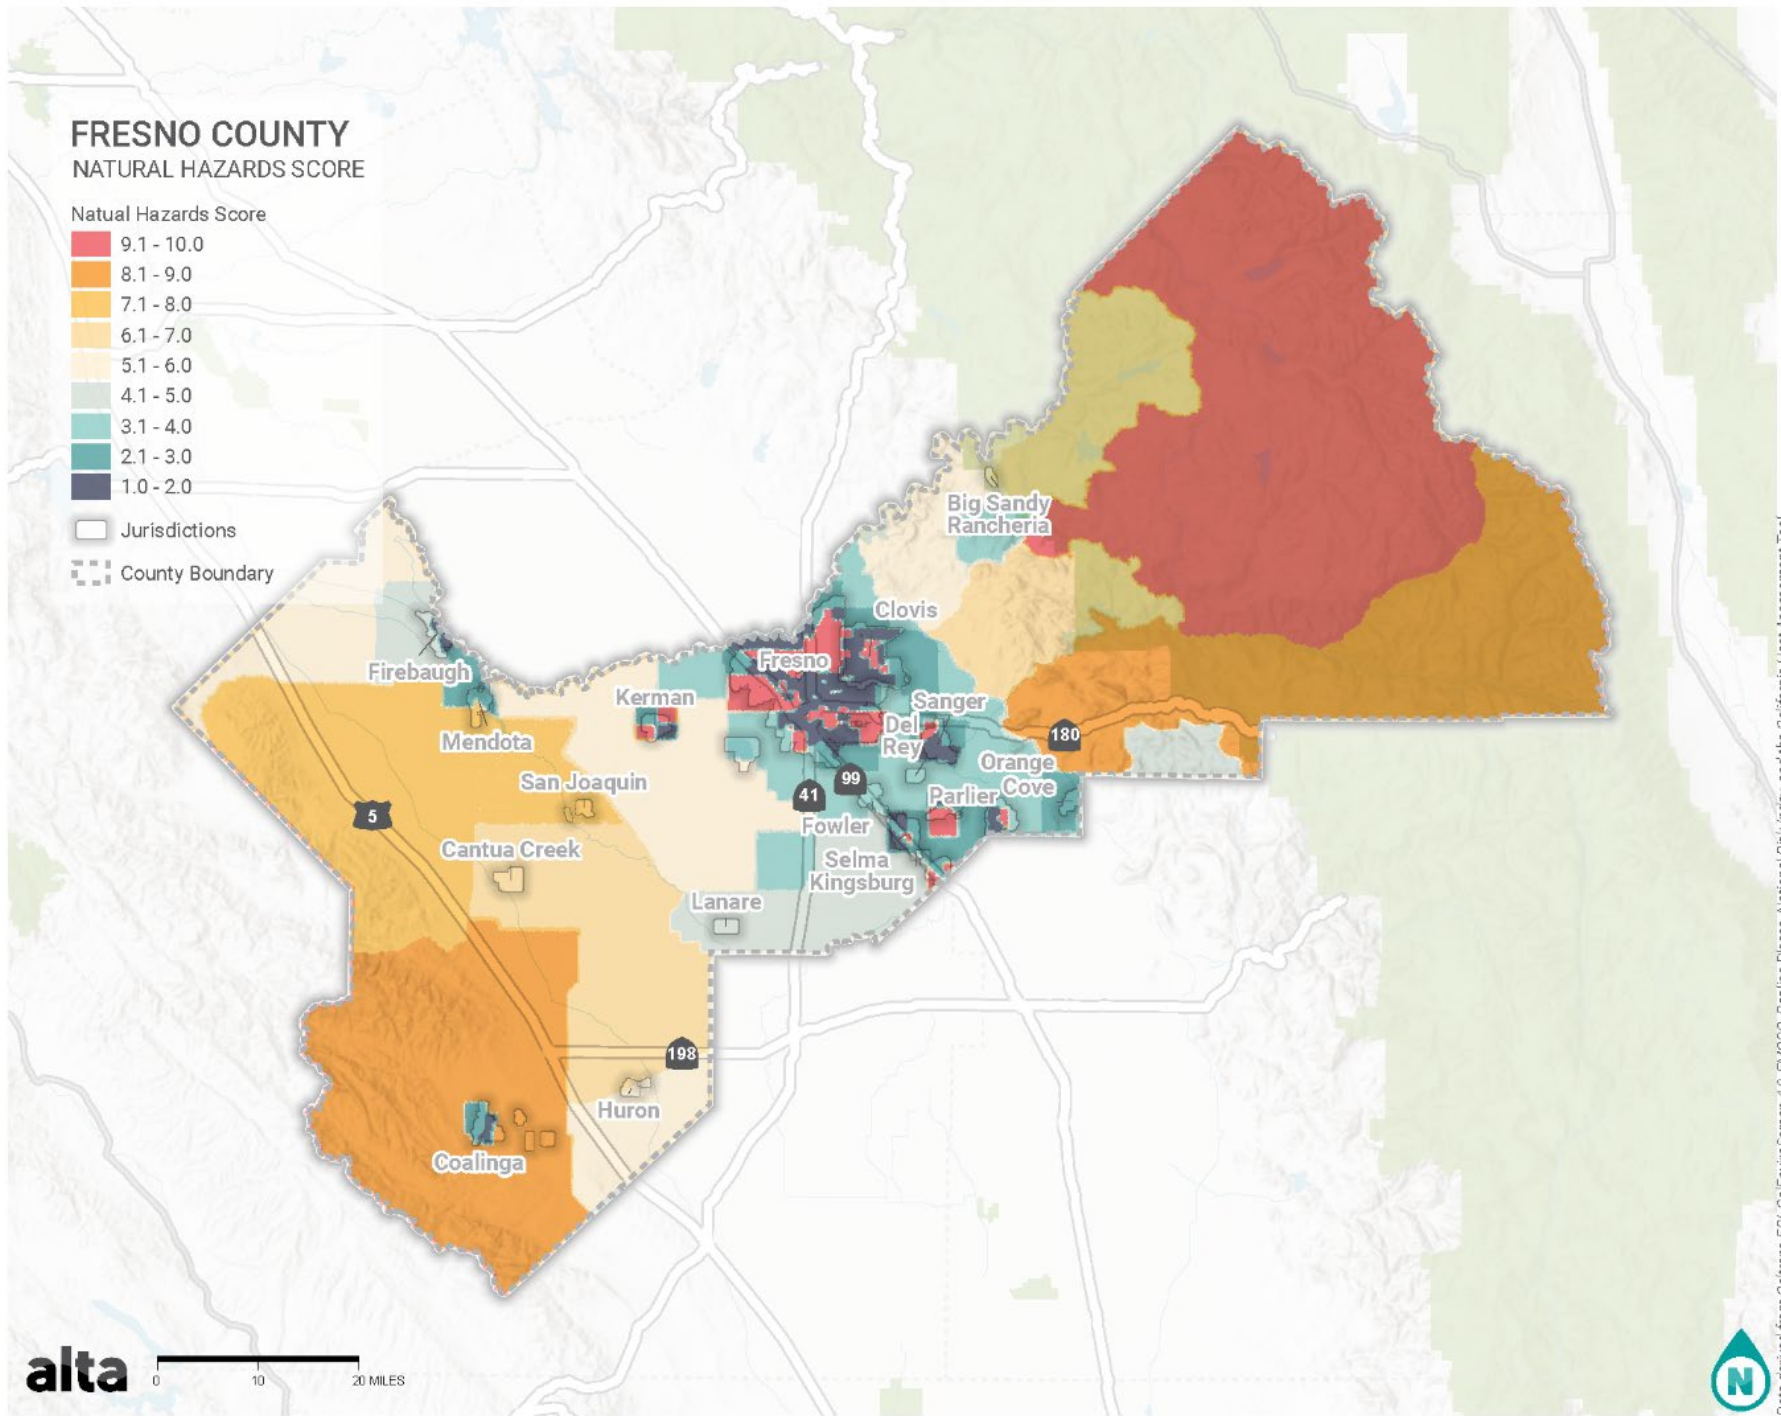 FRESNO COUNTY
NATURAL HAZARDS SCORE
Natual Hazards Score
9.1 - 10.0
8.1 - 9.0
7.1 - 8.0
6.1 - 7.0
5.1 - 6.0
4.1 - 5.0
3.1 - 4.0
2.1 - 3.0
1.0 - 2.0
Jurisdictions
County Boundary
Big Sandy
Rancheria
Clovis
Fresno
Firebaugh
Kerman
Sanger
Del
Rey
Mendota
180
Orange
Cove
San Joaquin
99
41
Parlier
5
Fowler
Cantua Creek
Selma
Kingsburg
Lanare
198
Huron
Coalinga
alta
0
10
20 MILES
N